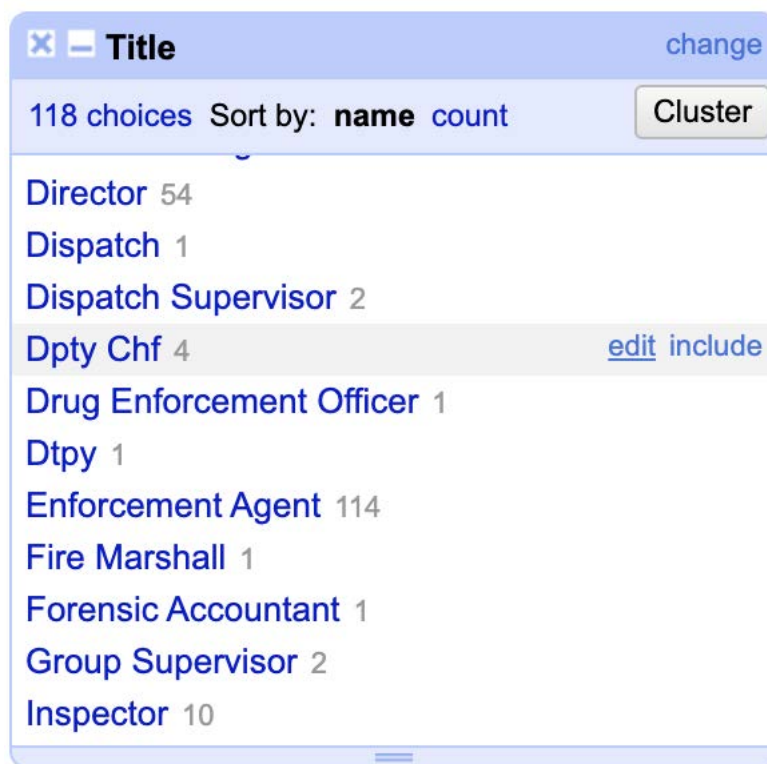 Title change
118 choices Sort by: name count Cluster
Director 54
Dispatch 1
Dispatch Supervisor 2
Dpty Chf 4 edit include
Drug Enforcement Officer 1
Dtpy 1
Enforcement Agent 114
Fire Marshall 1
Forensic Accountant 1
Group Supervisor 2
Inspector 10